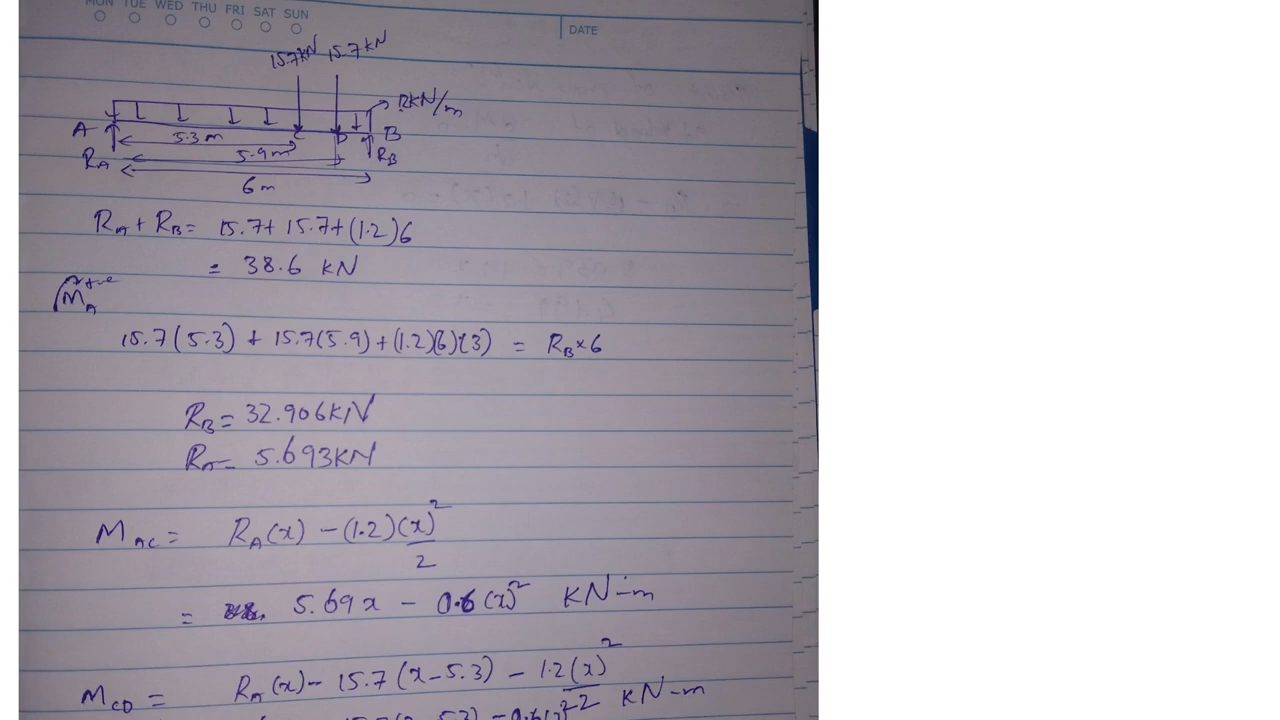 MON TUE WED THU FRI SAT SUN
DATE
15.7kN 15.7kN
2kN/m
A 5.3m C D B
RA 5.9m RB
6m
RA + RB = 15.7+ 15.7+(1.2)6
= 38.6 KN
MA +ve
15.7(5.3) + 15.7(5.9)+(1.2)(6)(3) = RB×6
RB= 32.906KN
RA= 5.693KN
MAC = RA(x) - (1.2)(x)²/2
= 5.69x - 0.6(x)² KN-m
MCD = RA(x)- 15.7(x-5.3) - 1.2(x)²/2 KN-m